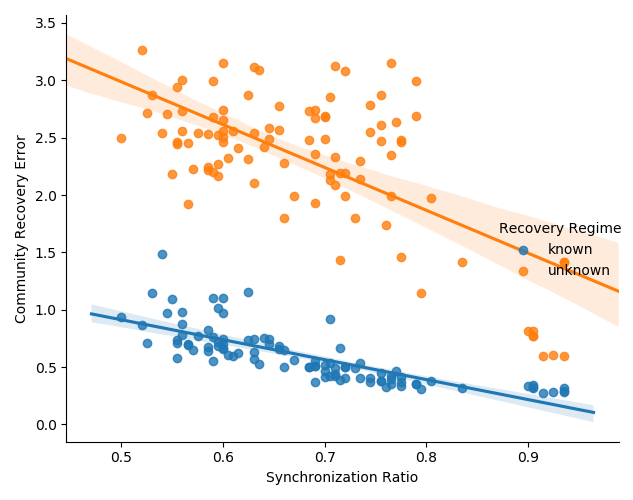 3.5
3.0
2.5
2.0
1.5
1.0
0.5
0.0
Community Recovery Error
Recovery Regime
known
unknown
0.5 0.6 0.7 0.8 0.9
Synchronization Ratio